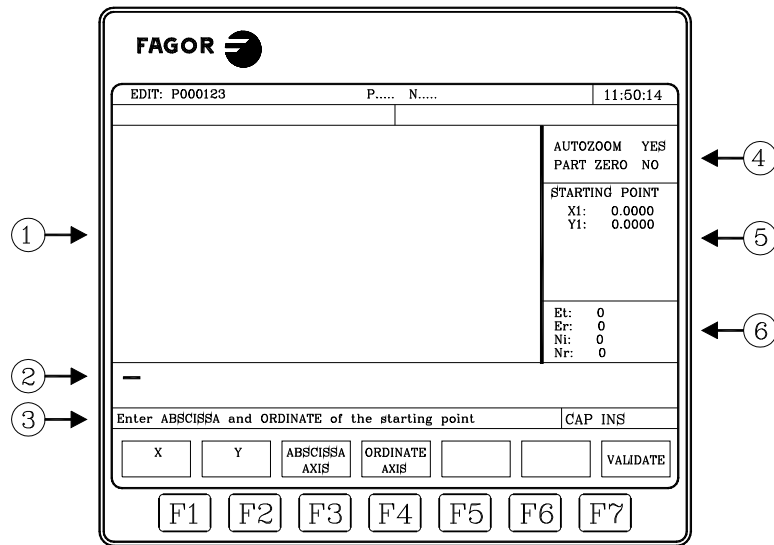 FAGOR
EDIT: P000123 P..... N..... 11:50:14
AUTOZOOM YES
PART ZERO NO
④
STARTING POINT
X1: 0.0000
Y1: 0.0000
①
⑤
Et: 0
Er: 0
Ni: 0
Nr: 0
⑥
②
③
Enter ABSCISSA and ORDINATE of the starting point CAP INS
X Y ABSCISSA AXIS ORDINATE AXIS VALIDATE
F1 F2 F3 F4 F5 F6 F7